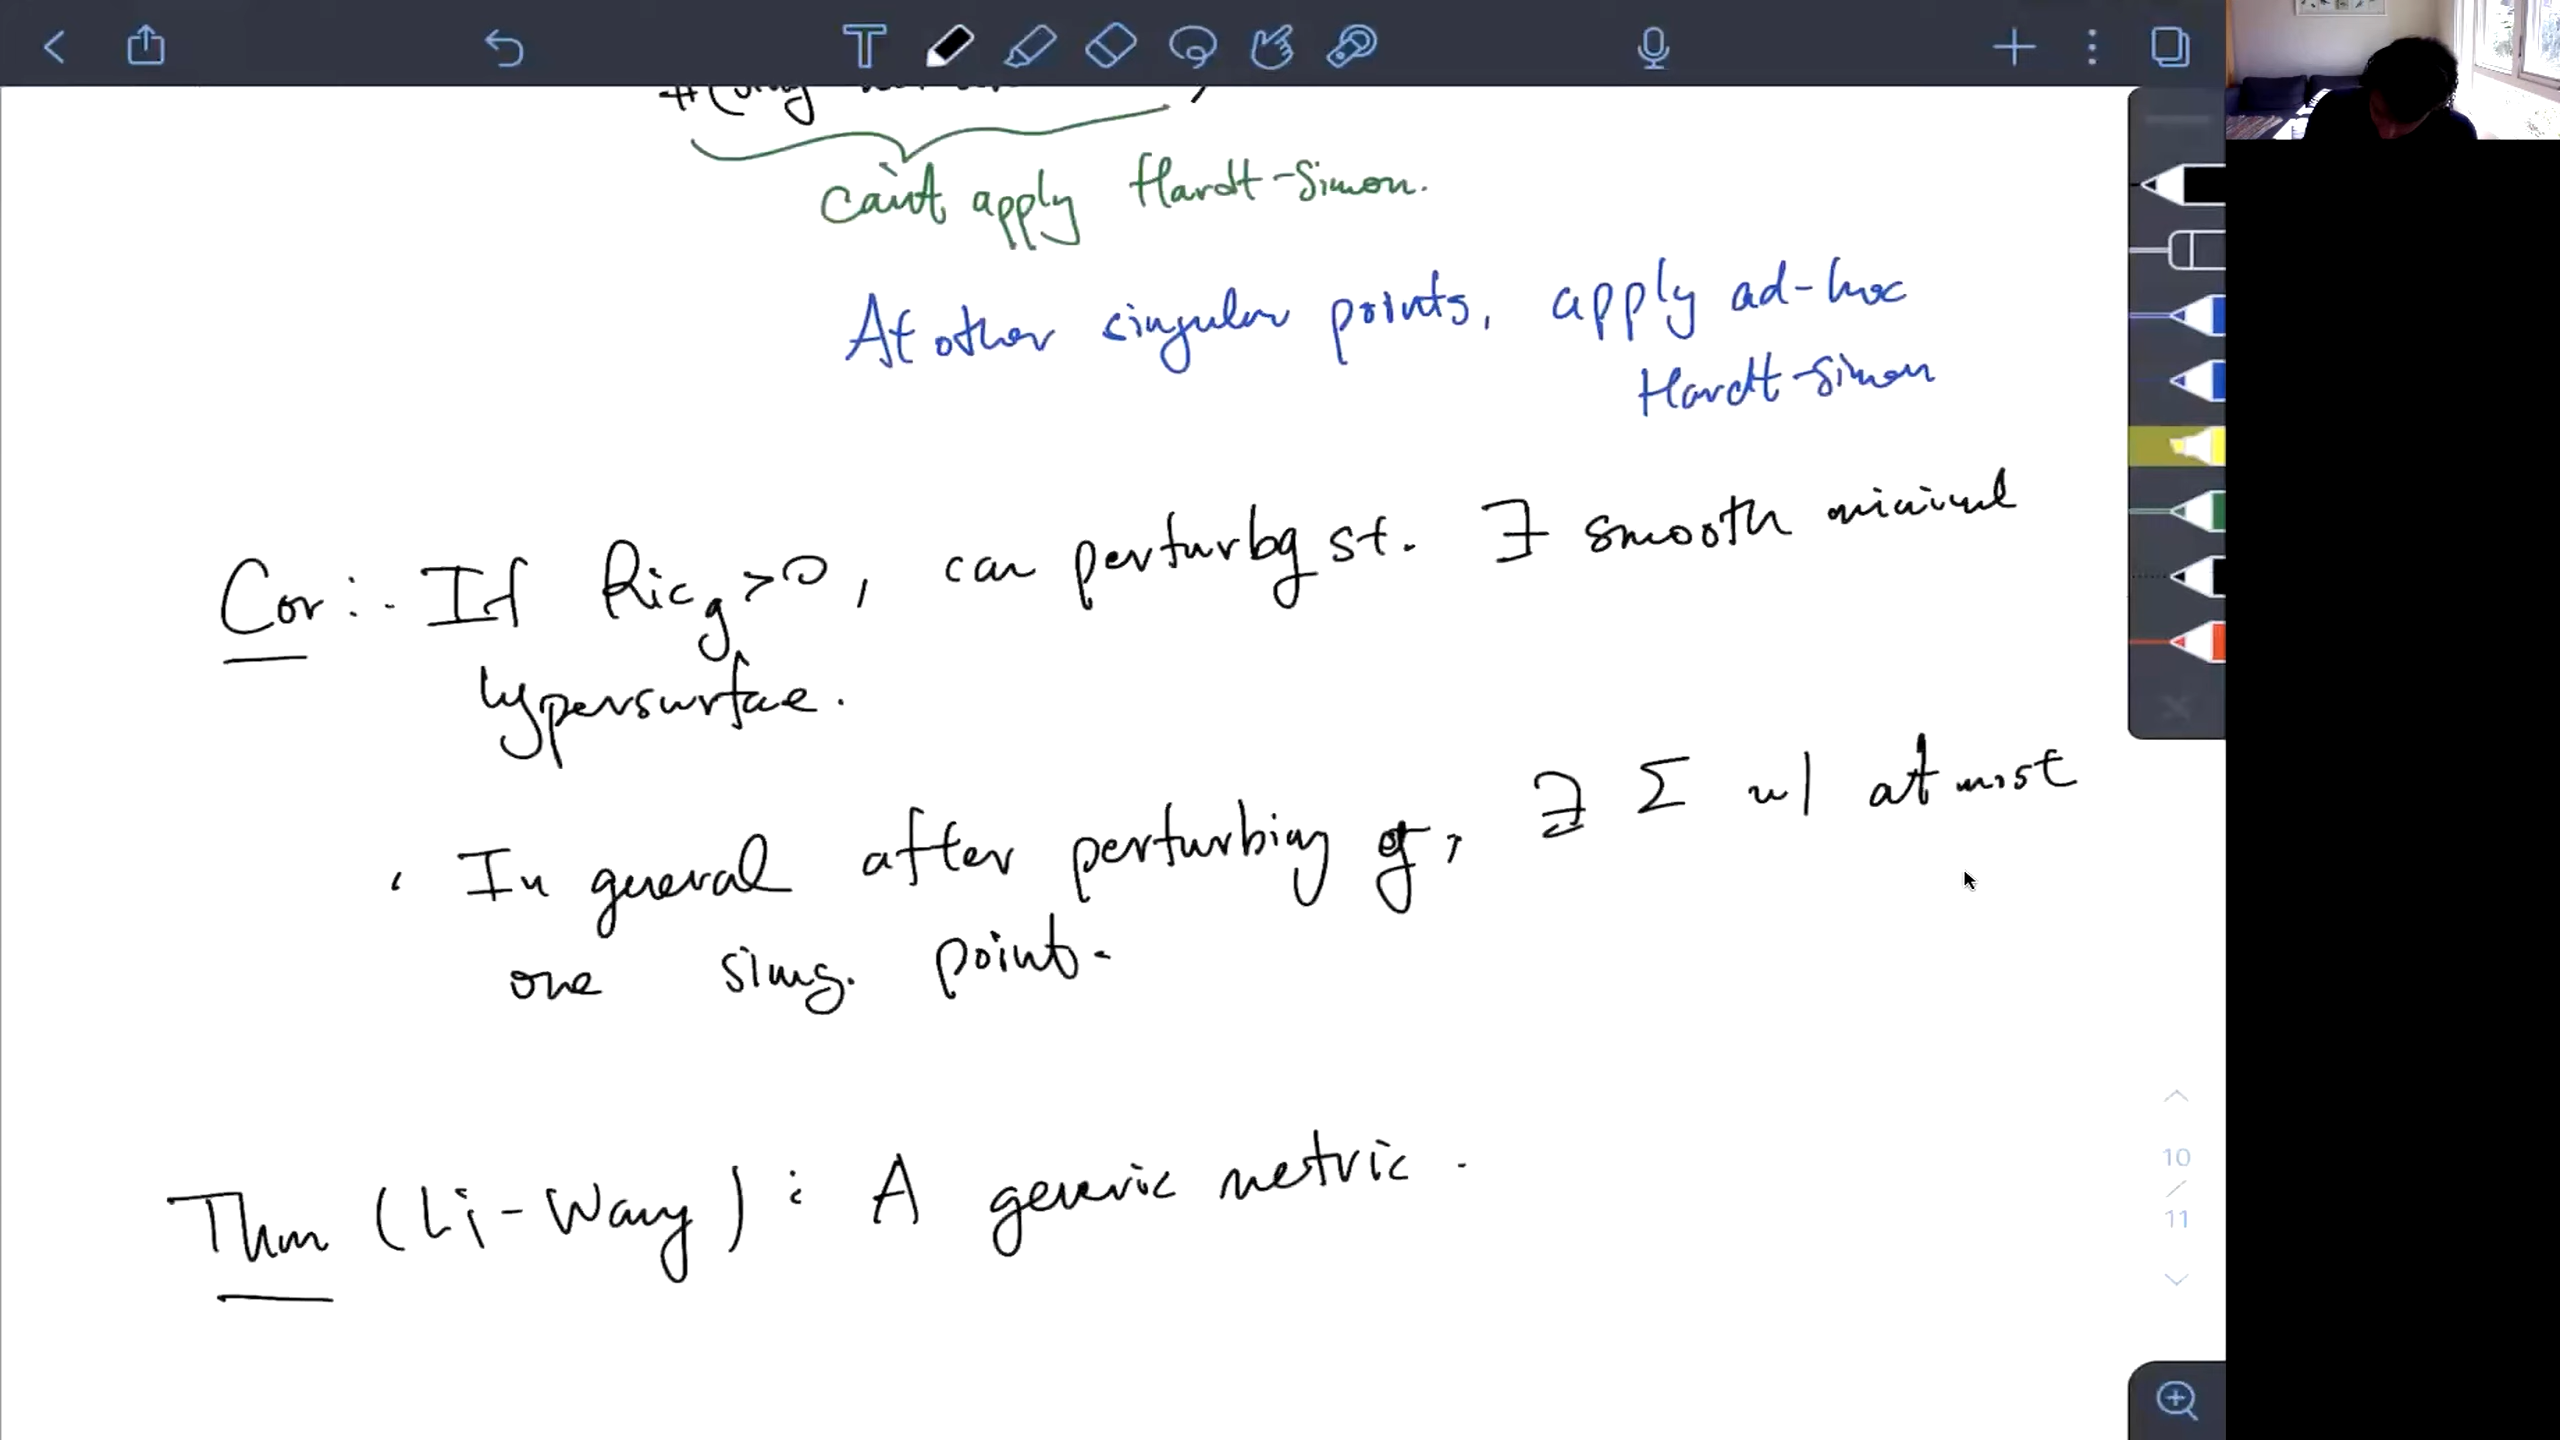 can't apply Hardt-Simon.
At other singular points, apply ad-hoc
Hardt-Simon
Cor: · If Ric_g > 0, can perturb g st. ∃ smooth minimal
hypersurface.
· In general after perturbing g, ∃ Σ w/ at most
one sing. point.
Thm (Li-Wang): A generic metric
10
/
11